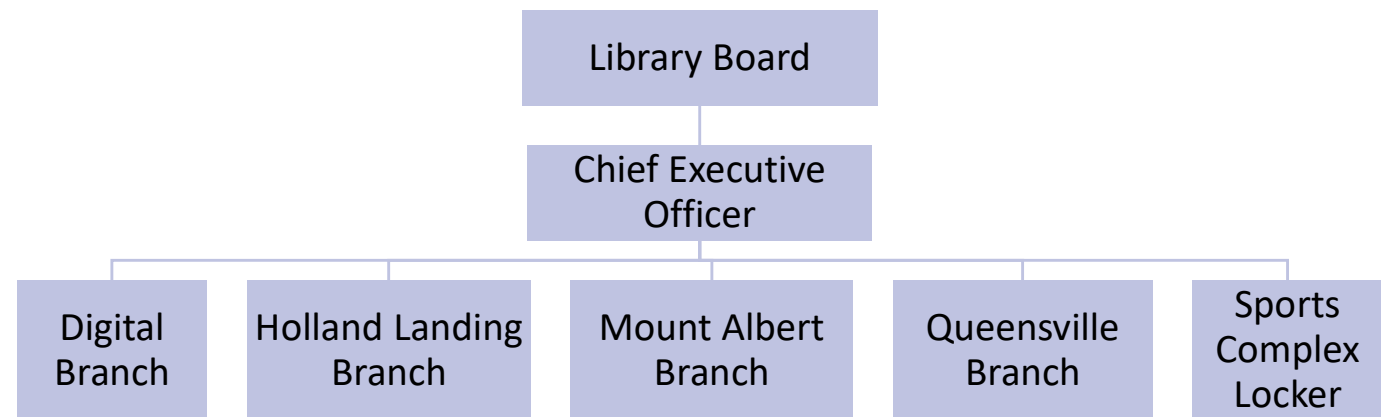 Library Board
Chief Executive
Officer
Digital
Branch
Holland Landing
Branch
Mount Albert
Branch
Queensville
Branch
Sports
Complex
Locker